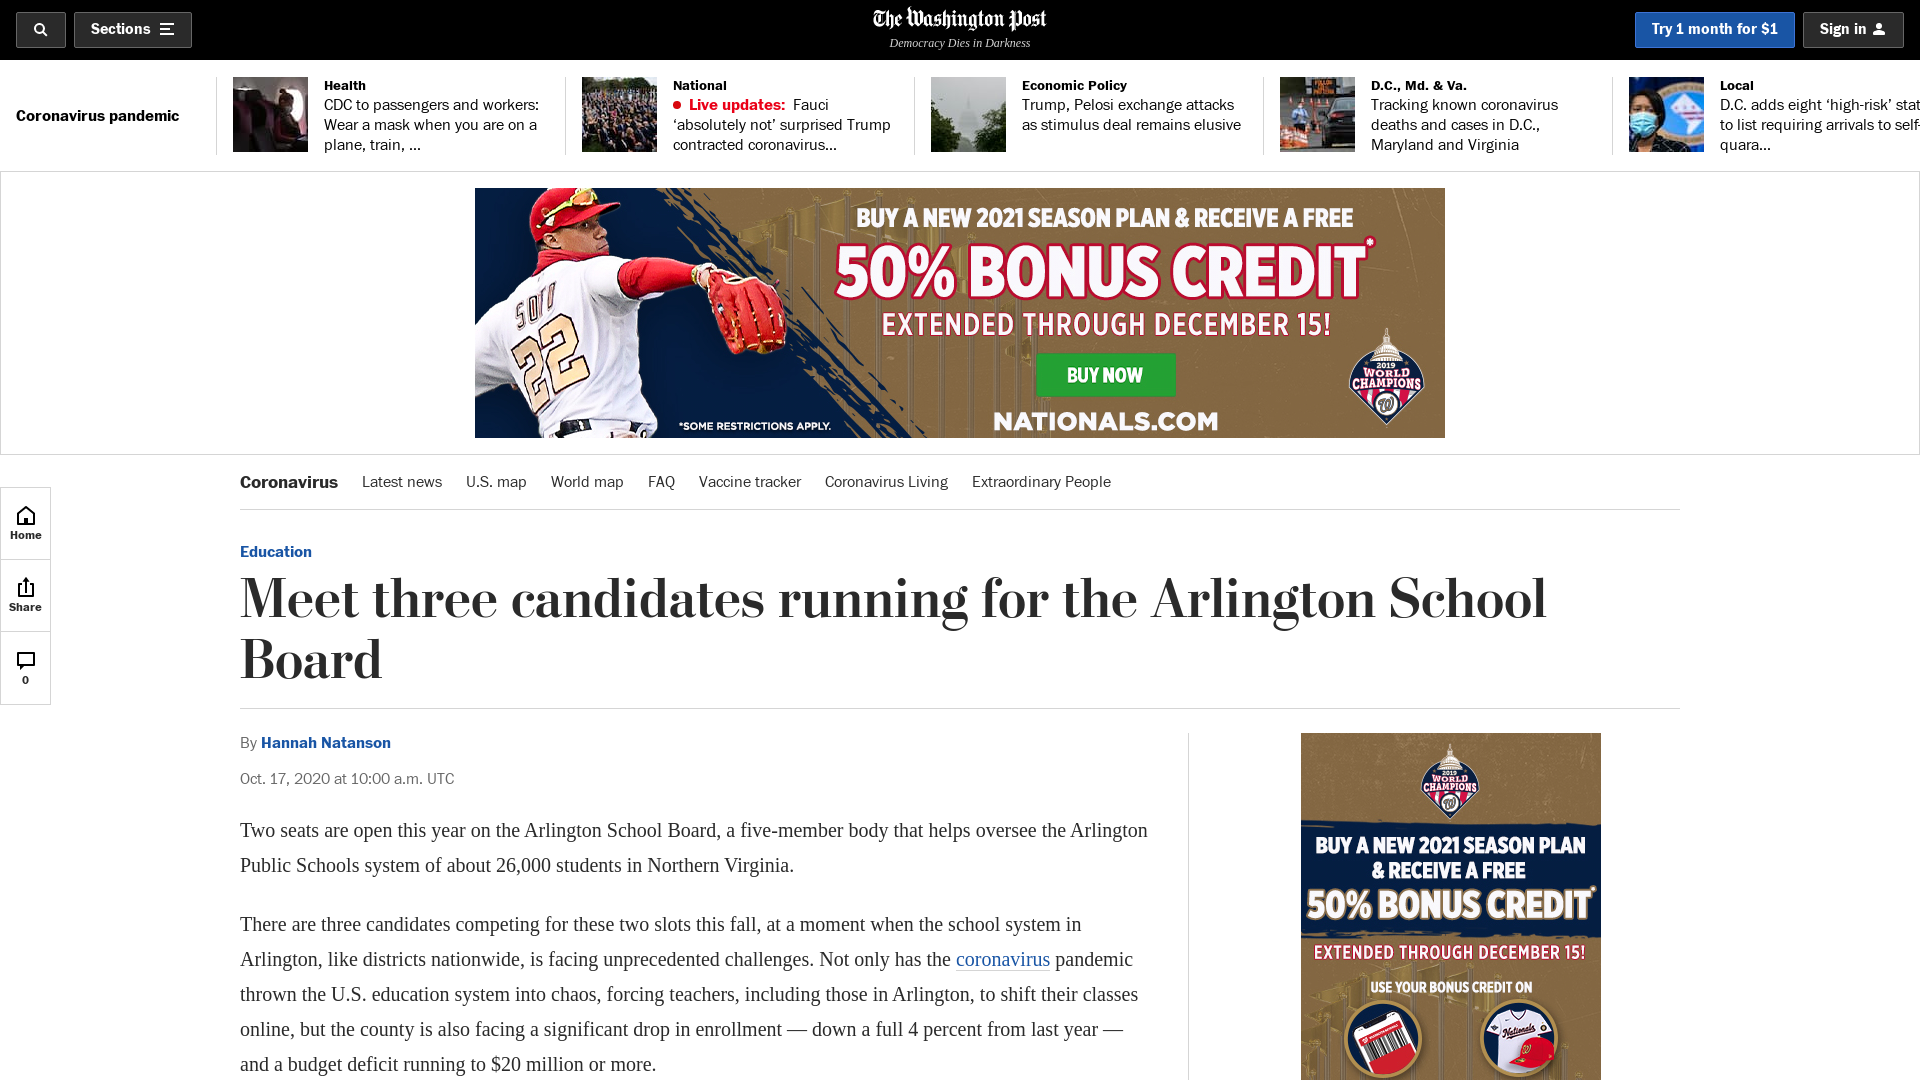 Sections
The Washington Post
Democracy Dies in Darkness
Try 1 month for $1
Sign in
Coronavirus pandemic
Health
CDC to passengers and workers:
Wear a mask when you are on a
plane, train, ...
National
Live updates: Fauci
‘absolutely not’ surprised Trump
contracted coronavirus...
Economic Policy
Trump, Pelosi exchange attacks
as stimulus deal remains elusive
D.C., Md. & Va.
Tracking known coronavirus
deaths and cases in D.C.,
Maryland and Virginia
Local
D.C. adds eight ‘high-risk’ stat
to list requiring arrivals to self-
quara...
BUY A NEW 2021 SEASON PLAN & RECEIVE A FREE
50% BONUS CREDIT*
EXTENDED THROUGH DECEMBER 15!
BUY NOW
NATIONALS.COM
*SOME RESTRICTIONS APPLY.
SOTO
22
2019
WORLD
CHAMPIONS
W
Coronavirus
Latest news
U.S. map
World map
FAQ
Vaccine tracker
Coronavirus Living
Extraordinary People
Home
Share
0
Education
Meet three candidates running for the Arlington School
Board
By Hannah Natanson
Oct. 17, 2020 at 10:00 a.m. UTC
Two seats are open this year on the Arlington School Board, a five-member body that helps oversee the Arlington
Public Schools system of about 26,000 students in Northern Virginia.
There are three candidates competing for these two slots this fall, at a moment when the school system in
Arlington, like districts nationwide, is facing unprecedented challenges. Not only has the coronavirus pandemic
thrown the U.S. education system into chaos, forcing teachers, including those in Arlington, to shift their classes
online, but the county is also facing a significant drop in enrollment — down a full 4 percent from last year —
and a budget deficit running to $20 million or more.
2019
WORLD
CHAMPIONS
W
BUY A NEW 2021 SEASON PLAN
& RECEIVE A FREE
50% BONUS CREDIT*
EXTENDED THROUGH DECEMBER 15!
USE YOUR BONUS CREDIT ON
Nationals